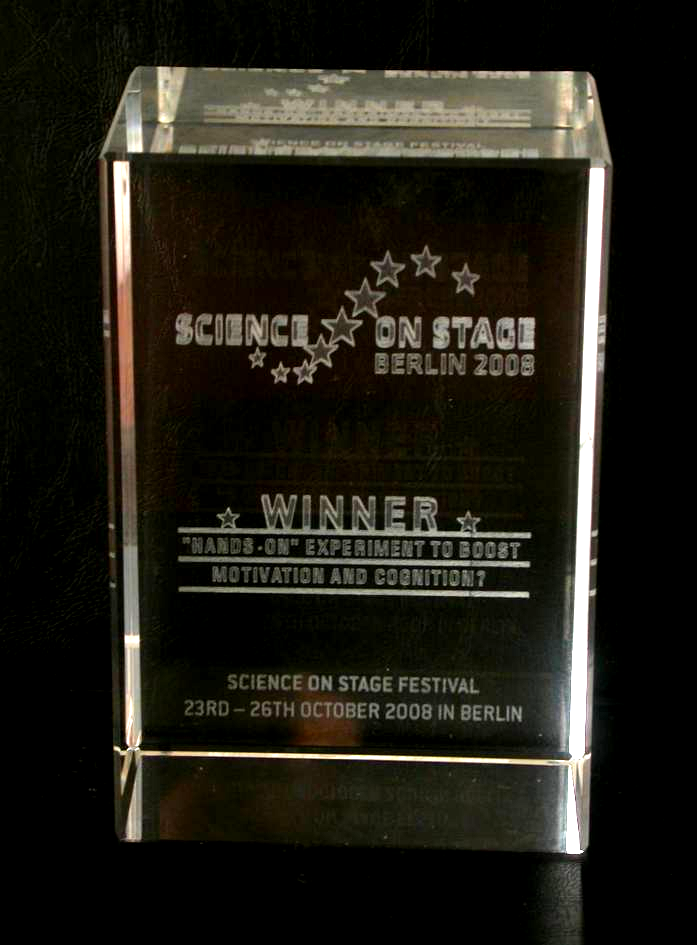 SCIENCE ON STAGE
BERLIN 2008
WINNER
"HANDS-ON" EXPERIMENT TO BOOST
MOTIVATION AND COGNITION?
SCIENCE ON STAGE FESTIVAL
23RD – 26TH OCTOBER 2008 IN BERLIN